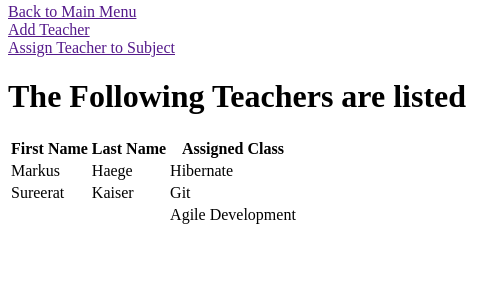 Back to Main Menu
Add Teacher
Assign Teacher to Subject
The Following Teachers are listed
First Name Last Name Assigned Class
Markus Haege Hibernate
Sureerat Kaiser Git
Agile Development